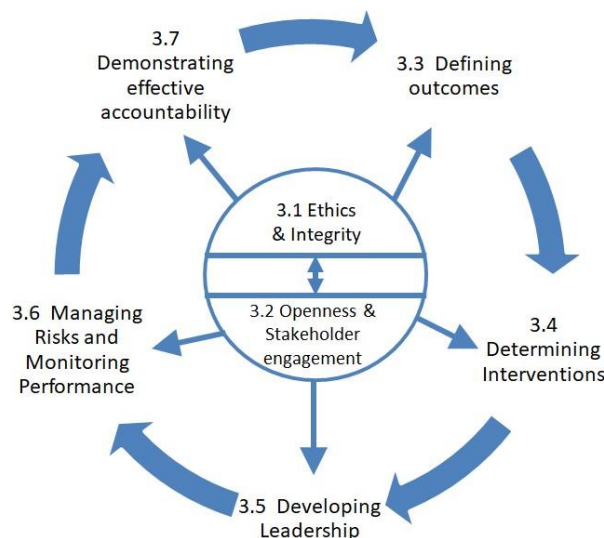 3.7
Demonstrating
effective
accountability
3.3 Defining
outcomes
3.1 Ethics
& Integrity
3.2 Openness &
Stakeholder
engagement
3.6 Managing
Risks and
Monitoring
Performance
3.4
Determining
Interventions
3.5 Developing
Leadership